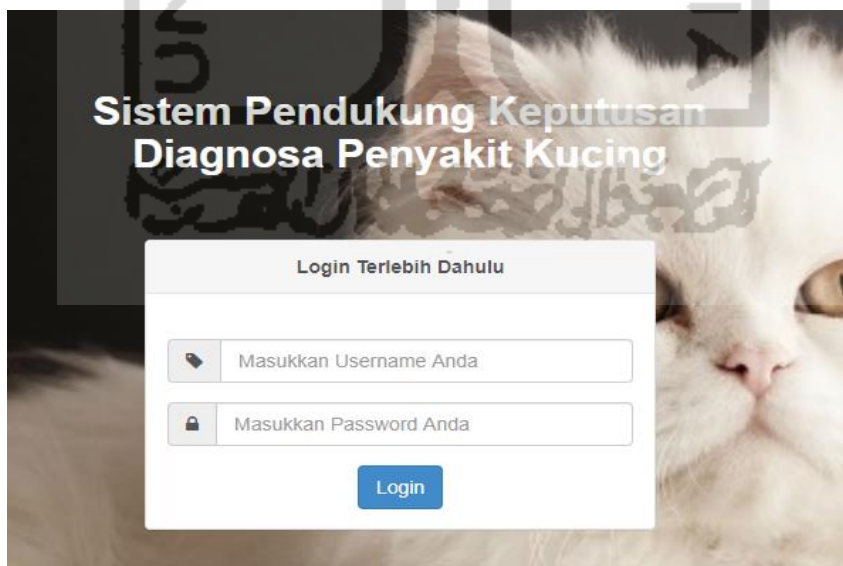 Sistem Pendukung Keputusan
Diagnosa Penyakit Kucing
Login Terlebih Dahulu
Masukkan Username Anda
Masukkan Password Anda
Login